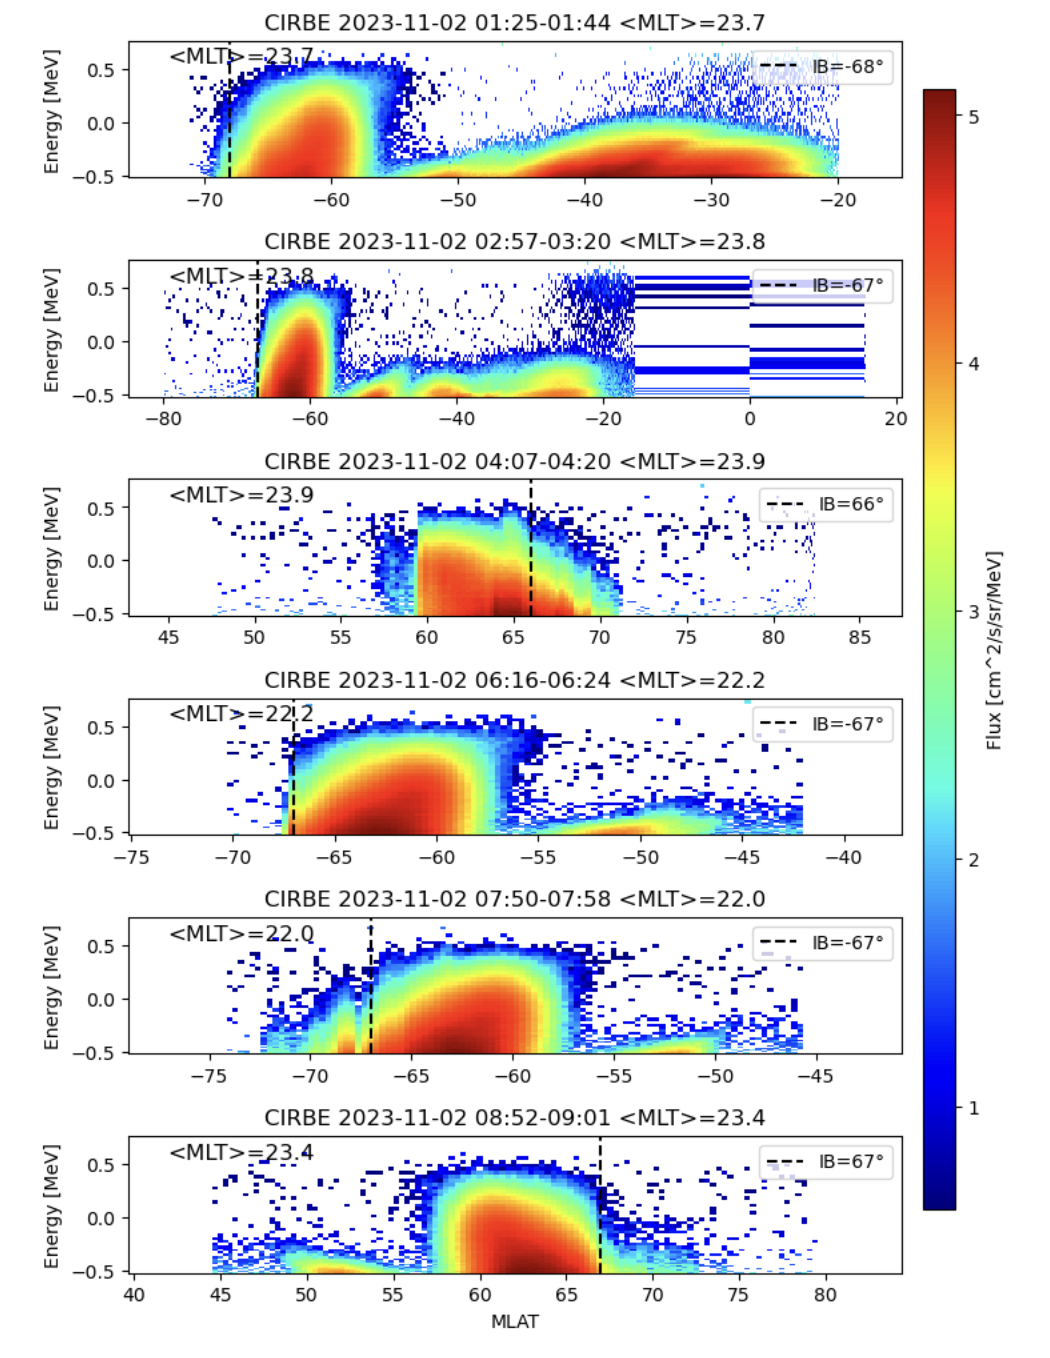 CIRBE 2023-11-02 01:25-01:44 <MLT>=23.7
<MLT>=23.7
IB=-68°
Energy [MeV]
0.5
0.0
−0.5
−70 −60 −50 −40 −30 −20
CIRBE 2023-11-02 02:57-03:20 <MLT>=23.8
<MLT>=23.8
IB=-67°
Energy [MeV]
0.5
0.0
−0.5
−80 −60 −40 −20 0 20
CIRBE 2023-11-02 04:07-04:20 <MLT>=23.9
<MLT>=23.9
IB=66°
Energy [MeV]
0.5
0.0
−0.5
45 50 55 60 65 70 75 80 85
CIRBE 2023-11-02 06:16-06:24 <MLT>=22.2
<MLT>=22.2
IB=-67°
Energy [MeV]
0.5
0.0
−0.5
−75 −70 −65 −60 −55 −50 −45 −40
CIRBE 2023-11-02 07:50-07:58 <MLT>=22.0
<MLT>=22.0
IB=-67°
Energy [MeV]
0.5
0.0
−0.5
−75 −70 −65 −60 −55 −50 −45
CIRBE 2023-11-02 08:52-09:01 <MLT>=23.4
<MLT>=23.4
IB=67°
Energy [MeV]
0.5
0.0
−0.5
40 45 50 55 60 65 70 75 80
MLAT
5
4
3
2
1
Flux [cm^2/s/sr/MeV]